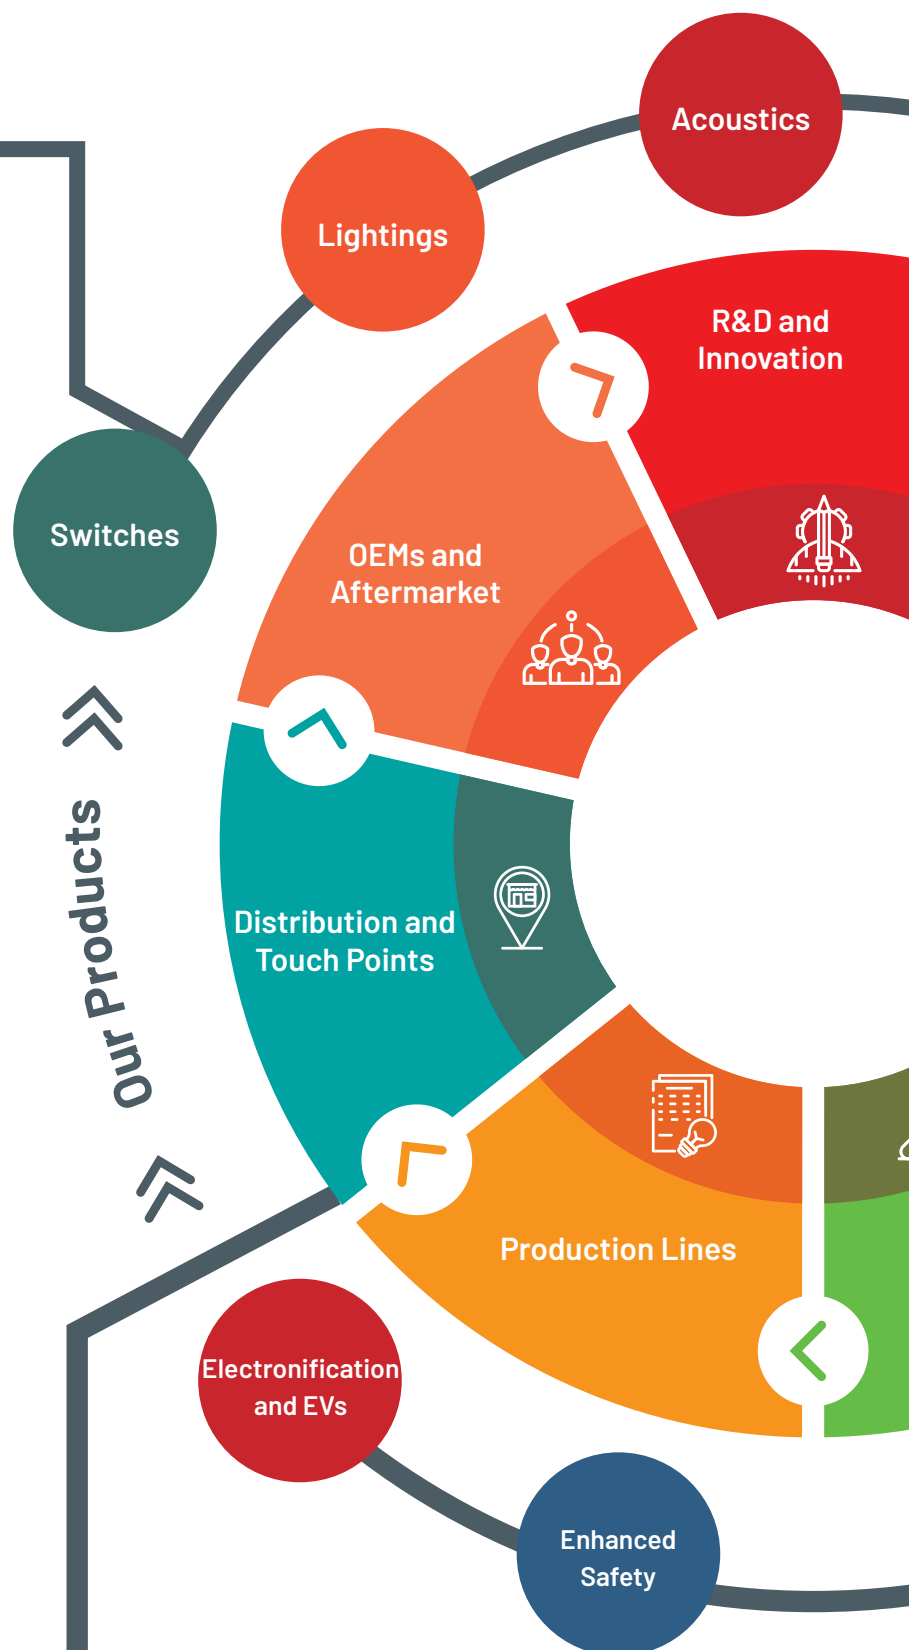 Acoustics
Lightings
R&D and
Innovation
Switches
OEMs and
Aftermarket
Our Products
Distribution and
Touch Points
Production Lines
Electronification
and EVs
Enhanced
Safety